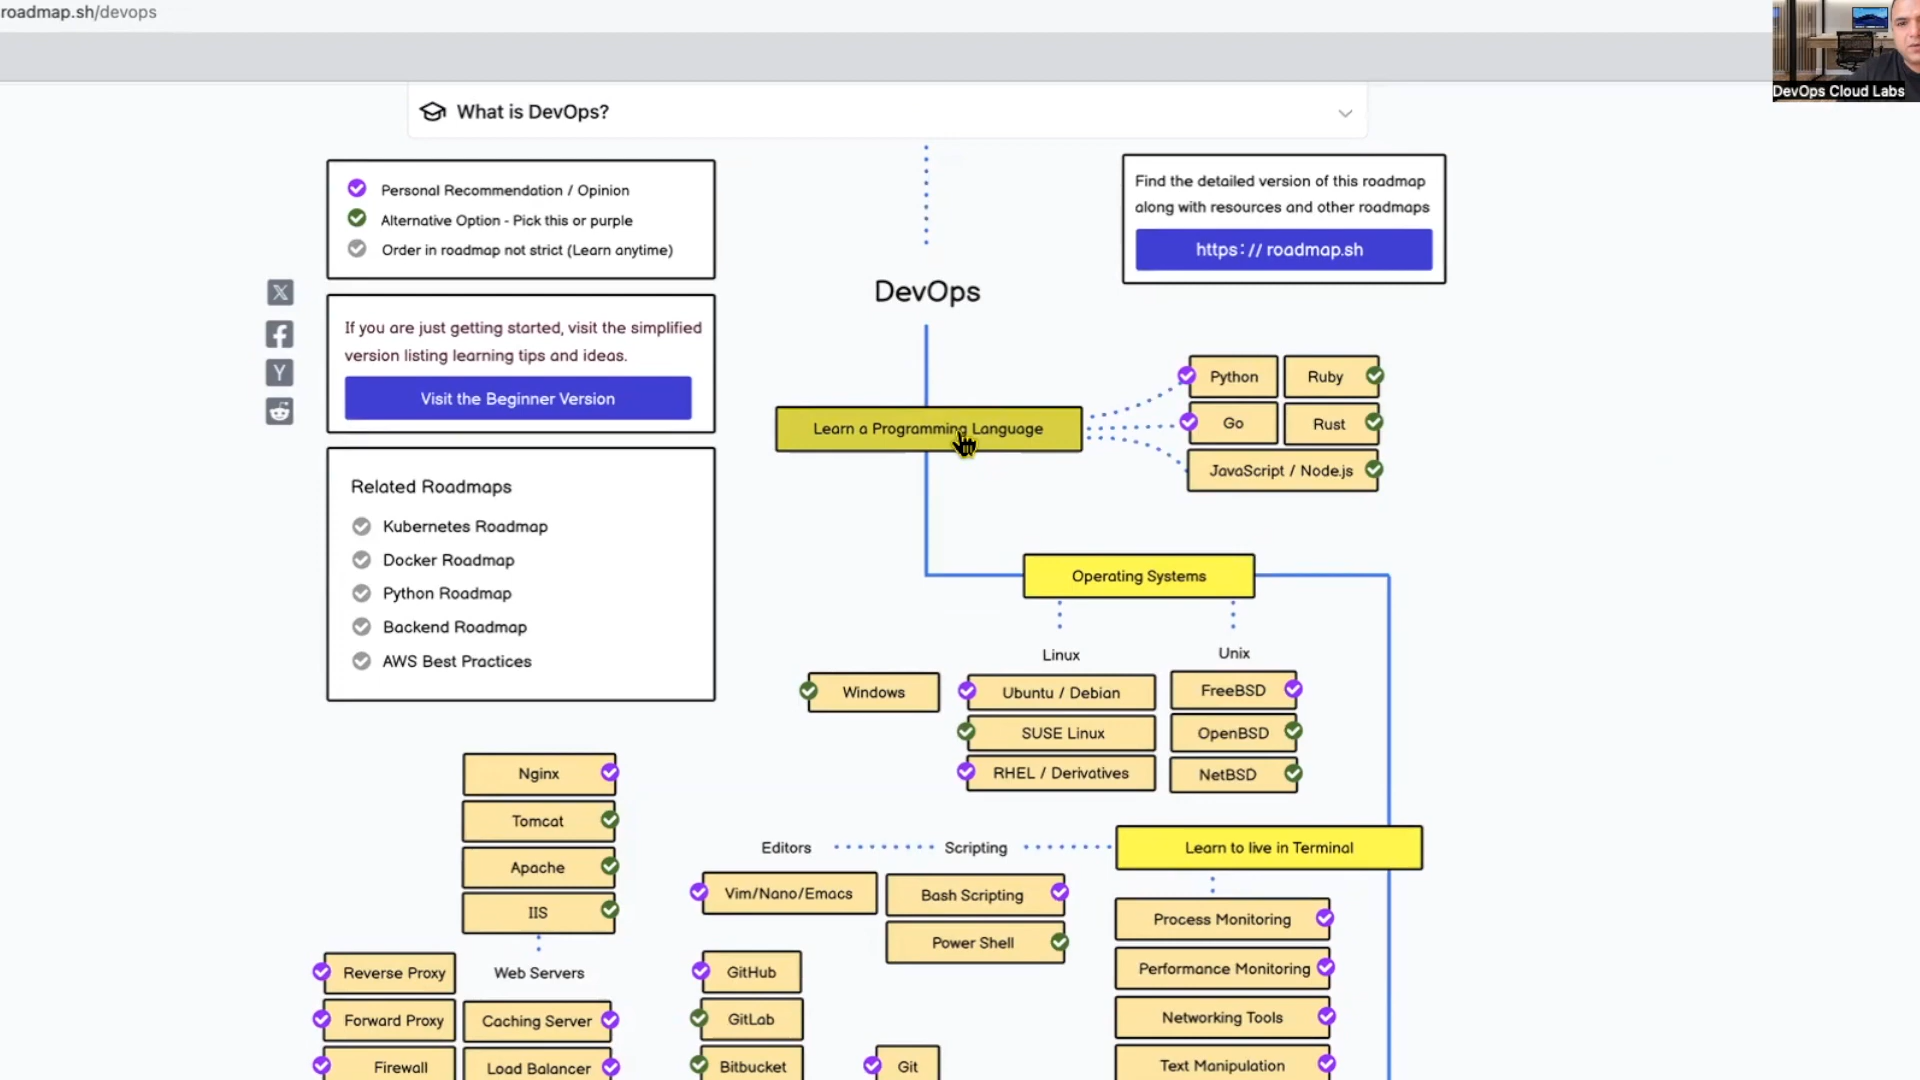 roadmap.sh/devops
DevOps Cloud Labs
What is DevOps?
Personal Recommendation / Opinion
Alternative Option - Pick this or purple
Order in roadmap not strict (Learn anytime)
Find the detailed version of this roadmap
along with resources and other roadmaps
https: // roadmap.sh
DevOps
If you are just getting started, visit the simplified
version listing learning tips and ideas.
Visit the Beginner Version
Related Roadmaps
Kubernetes Roadmap
Docker Roadmap
Python Roadmap
Backend Roadmap
AWS Best Practices
Learn a Programming Language
Python
Ruby
Go
Rust
JavaScript / Node.js
Operating Systems
Linux
Unix
Windows
Ubuntu / Debian
SUSE Linux
RHEL / Derivatives
FreeBSD
OpenBSD
NetBSD
Learn to live in Terminal
Scripting
Editors
Vim/Nano/Emacs
Bash Scripting
Power Shell
Process Monitoring
Performance Monitoring
Networking Tools
Text Manipulation
Nginx
Tomcat
Apache
IIS
Web Servers
Reverse Proxy
Forward Proxy
Firewall
Caching Server
Load Balancer
GitHub
GitLab
Bitbucket
Git